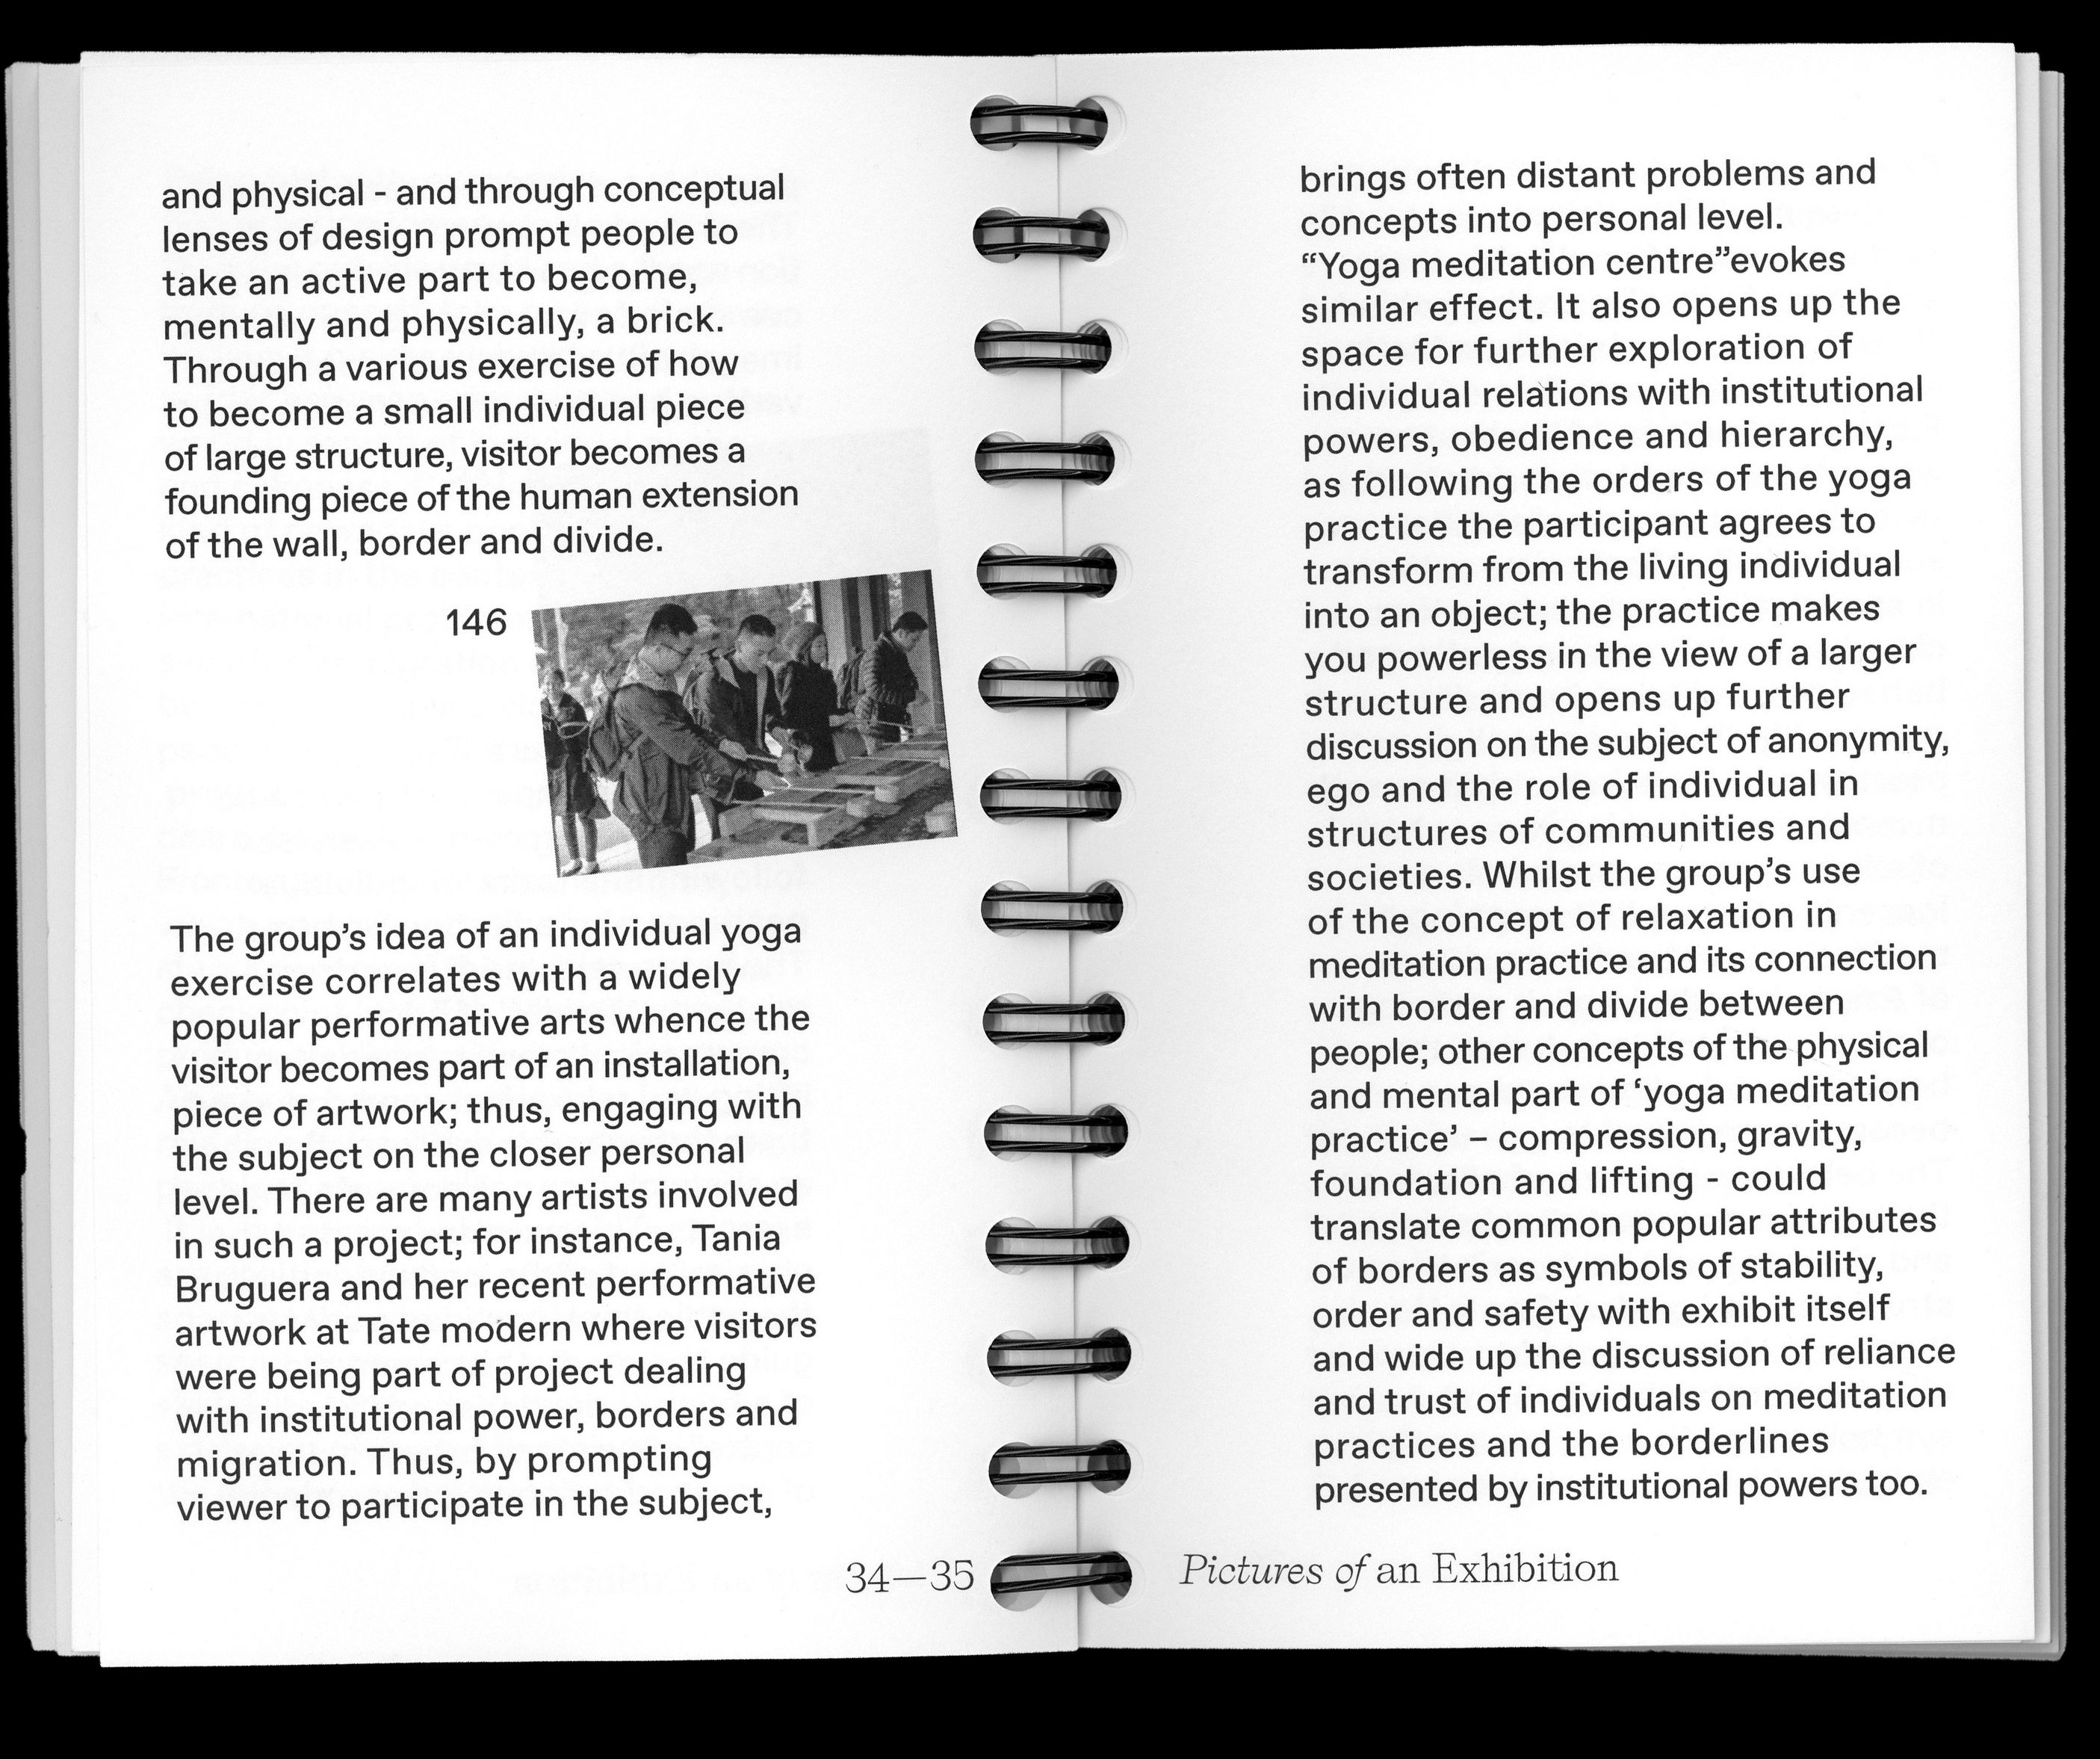 and physical - and through conceptual
lenses of design prompt people to
take an active part to become,
mentally and physically, a brick.
Through a various exercise of how
to become a small individual piece
of large structure, visitor becomes a
founding piece of the human extension
of the wall, border and divide.
146
The group’s idea of an individual yoga
exercise correlates with a widely
popular performative arts whence the
visitor becomes part of an installation,
piece of artwork; thus, engaging with
the subject on the closer personal
level. There are many artists involved
in such a project; for instance, Tania
Bruguera and her recent performative
artwork at Tate modern where visitors
were being part of project dealing
with institutional power, borders and
migration. Thus, by prompting
viewer to participate in the subject,
34—35
brings often distant problems and
concepts into personal level.
“Yoga meditation centre”evokes
similar effect. It also opens up the
space for further exploration of
individual relations with institutional
powers, obedience and hierarchy,
as following the orders of the yoga
practice the participant agrees to
transform from the living individual
into an object; the practice makes
you powerless in the view of a larger
structure and opens up further
discussion on the subject of anonymity,
ego and the role of individual in
structures of communities and
societies. Whilst the group’s use
of the concept of relaxation in
meditation practice and its connection
with border and divide between
people; other concepts of the physical
and mental part of ‘yoga meditation
practice’ – compression, gravity,
foundation and lifting - could
translate common popular attributes
of borders as symbols of stability,
order and safety with exhibit itself
and wide up the discussion of reliance
and trust of individuals on meditation
practices and the borderlines
presented by institutional powers too.
Pictures of an Exhibition